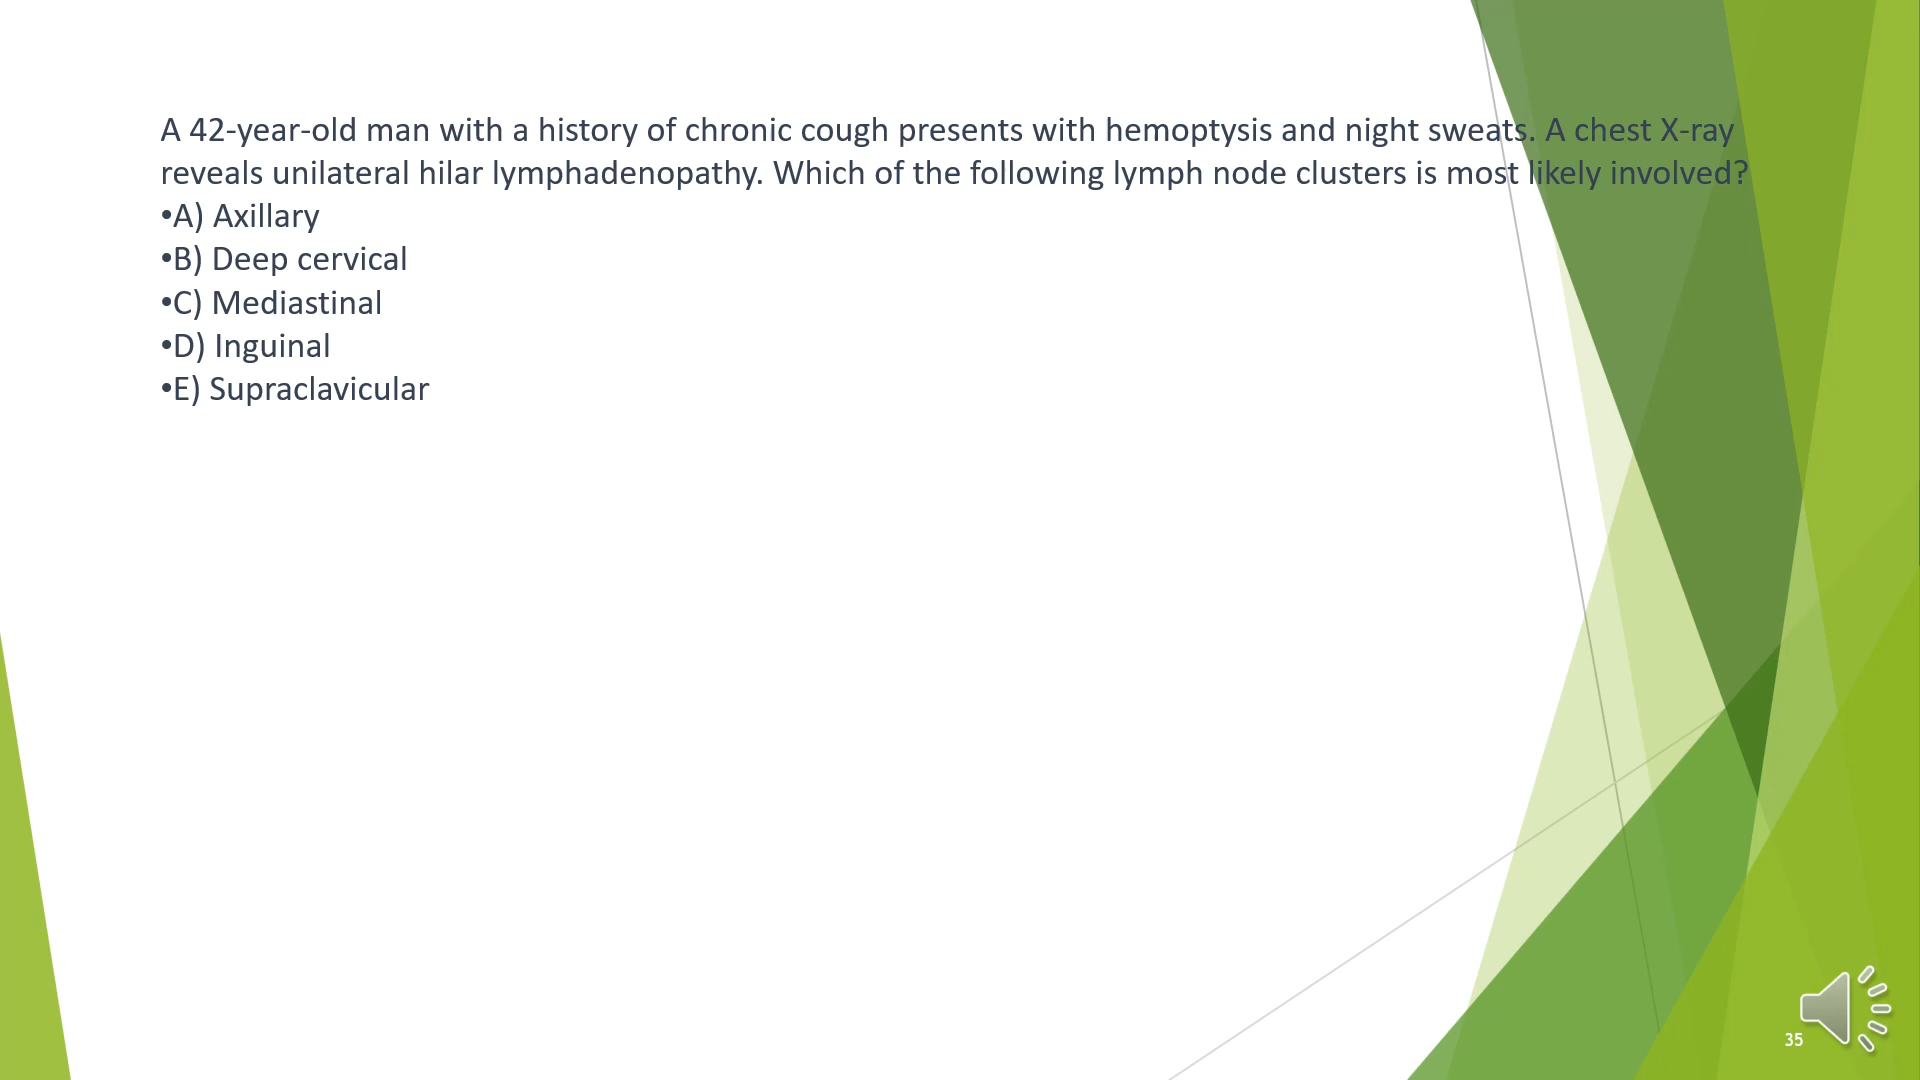 A 42-year-old man with a history of chronic cough presents with hemoptysis and night sweats. A chest X-ray
reveals unilateral hilar lymphadenopathy. Which of the following lymph node clusters is most likely involved?
•A) Axillary
•B) Deep cervical
•C) Mediastinal
•D) Inguinal
•E) Supraclavicular
35